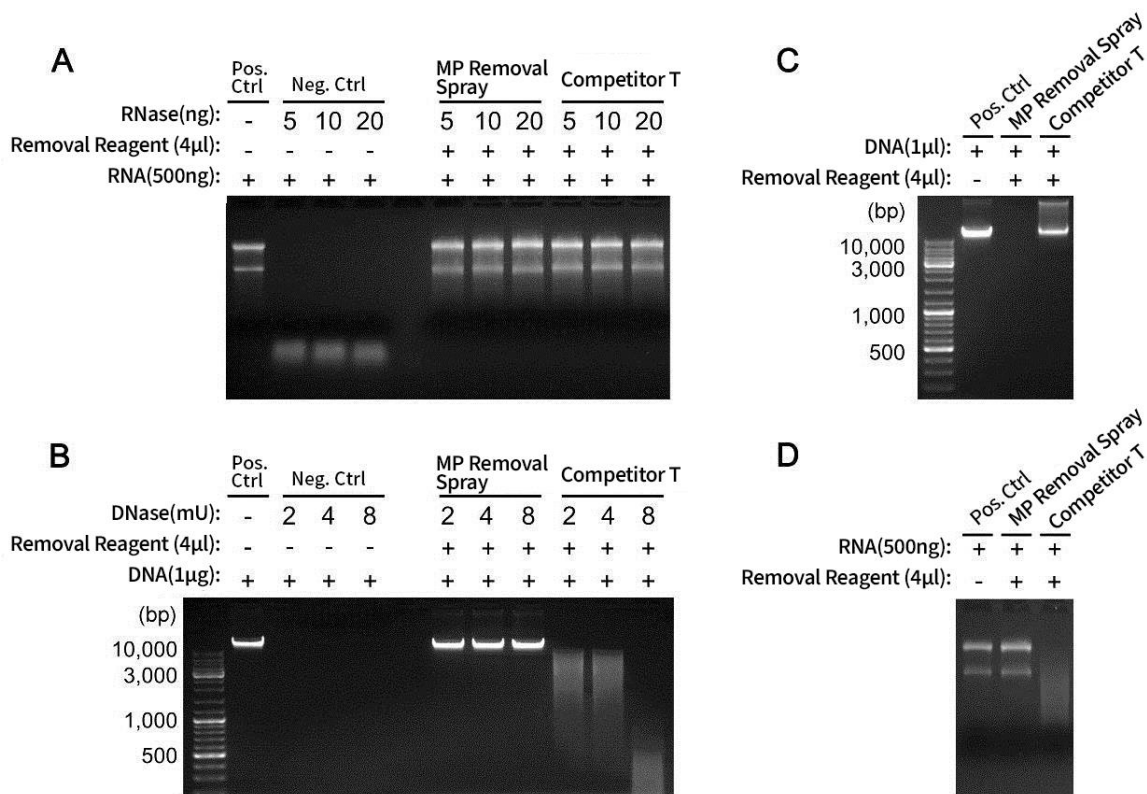 A
Pos. Ctrl
Neg. Ctrl
MP Removal Spray
Competitor T
RNase(ng): - 5 10 20 5 10 20 5 10 20
Removal Reagent (4μl): - - - - + + + + + +
RNA(500ng): + + + + + + + + + +
C
Pos. Ctrl
MP Removal Spray
Competitor T
DNA(1μl): + + +
Removal Reagent (4μl): - + +
(bp)
10,000
3,000
1,000
500
B
Pos. Ctrl
Neg. Ctrl
MP Removal Spray
Competitor T
DNase(mU): - 2 4 8 2 4 8 2 4 8
Removal Reagent (4μl): - - - - + + + + + +
DNA(1μg): + + + + + + + + + +
(bp)
10,000
3,000
1,000
500
D
Pos. Ctrl
MP Removal Spray
Competitor T
RNA(500ng): + + +
Removal Reagent (4μl): - + +